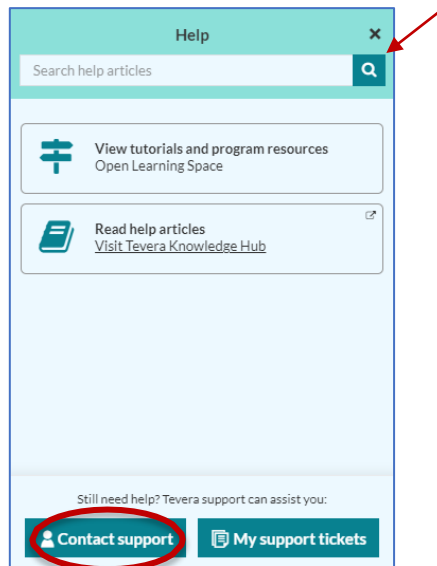 Help
Search help articles
View tutorials and program resources
Open Learning Space
Read help articles
Visit Tevera Knowledge Hub
Still need help? Tevera support can assist you:
Contact support
My support tickets